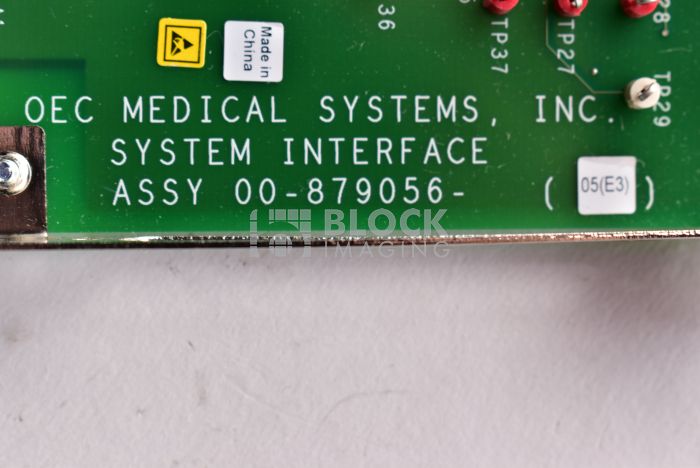 36
TP37
TP27
28
TP29
Made in
China
OEC MEDICAL SYSTEMS, INC.
SYSTEM INTERFACE
ASSY 00-879056- ( 05(E3) )
BLOCK
IMAGING